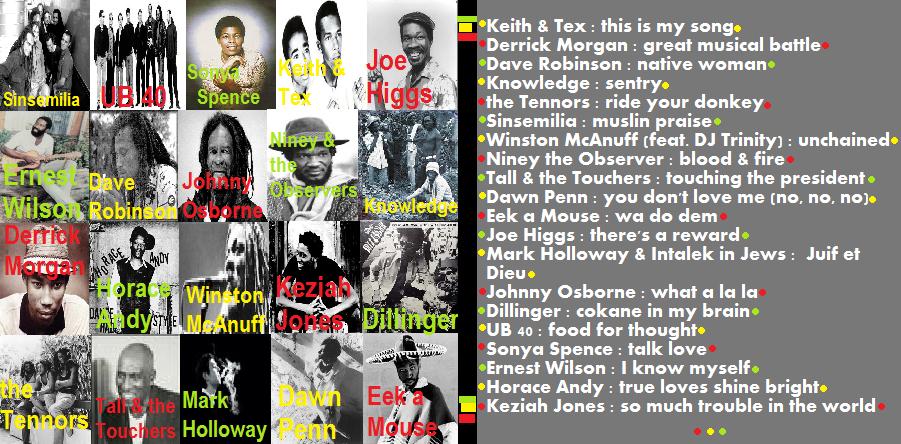 Sinsemilia
UB 40
Sonya
Spence
Keith &
Tex
Joe
Higgs
Ernest
Wilson
Dave
Robinson
Johnny
Osborne
Niney &
the
Observers
Knowledge
Derrick
Morgan
HORACE
ANDY
DANCE HALL
STYLE
Horace
Andy
Winston
McAnuff
Keziah
Jones
Dillinger
the
Tennors
Tall & the
Touchers
Mark
Holloway
Dawn
Penn
Eek a
Mouse
Keith & Tex : this is my song
Derrick Morgan : great musical battle
Dave Robinson : native woman
Knowledge : sentry
the Tennors : ride your donkey
Sinsemilia : muslin praise
Winston McAnuff (feat. DJ Trinity) : unchained
Niney the Observer : blood & fire
Tall & the Touchers : touching the president
Dawn Penn : you don't love me (no, no, no)
Eek a Mouse : wa do dem
Joe Higgs : there's a reward
Mark Holloway & Intalek in Jews : Juif et
Dieu
Johnny Osborne : what a la la
Dillinger : cokane in my brain
UB 40 : food for thought
Sonya Spence : talk love
Ernest Wilson : I know myself
Horace Andy : true loves shine bright
Keziah Jones : so much trouble in the world